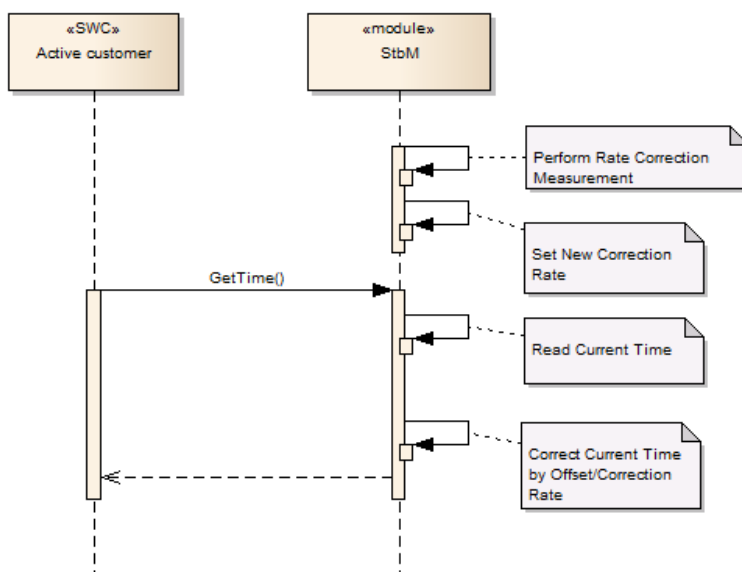 «SWC»
Active customer
«module»
StbM
Perform Rate Correction
Measurement
Set New Correction
Rate
GetTime()
Read Current Time
Correct Current Time
by Offset/Correction
Rate